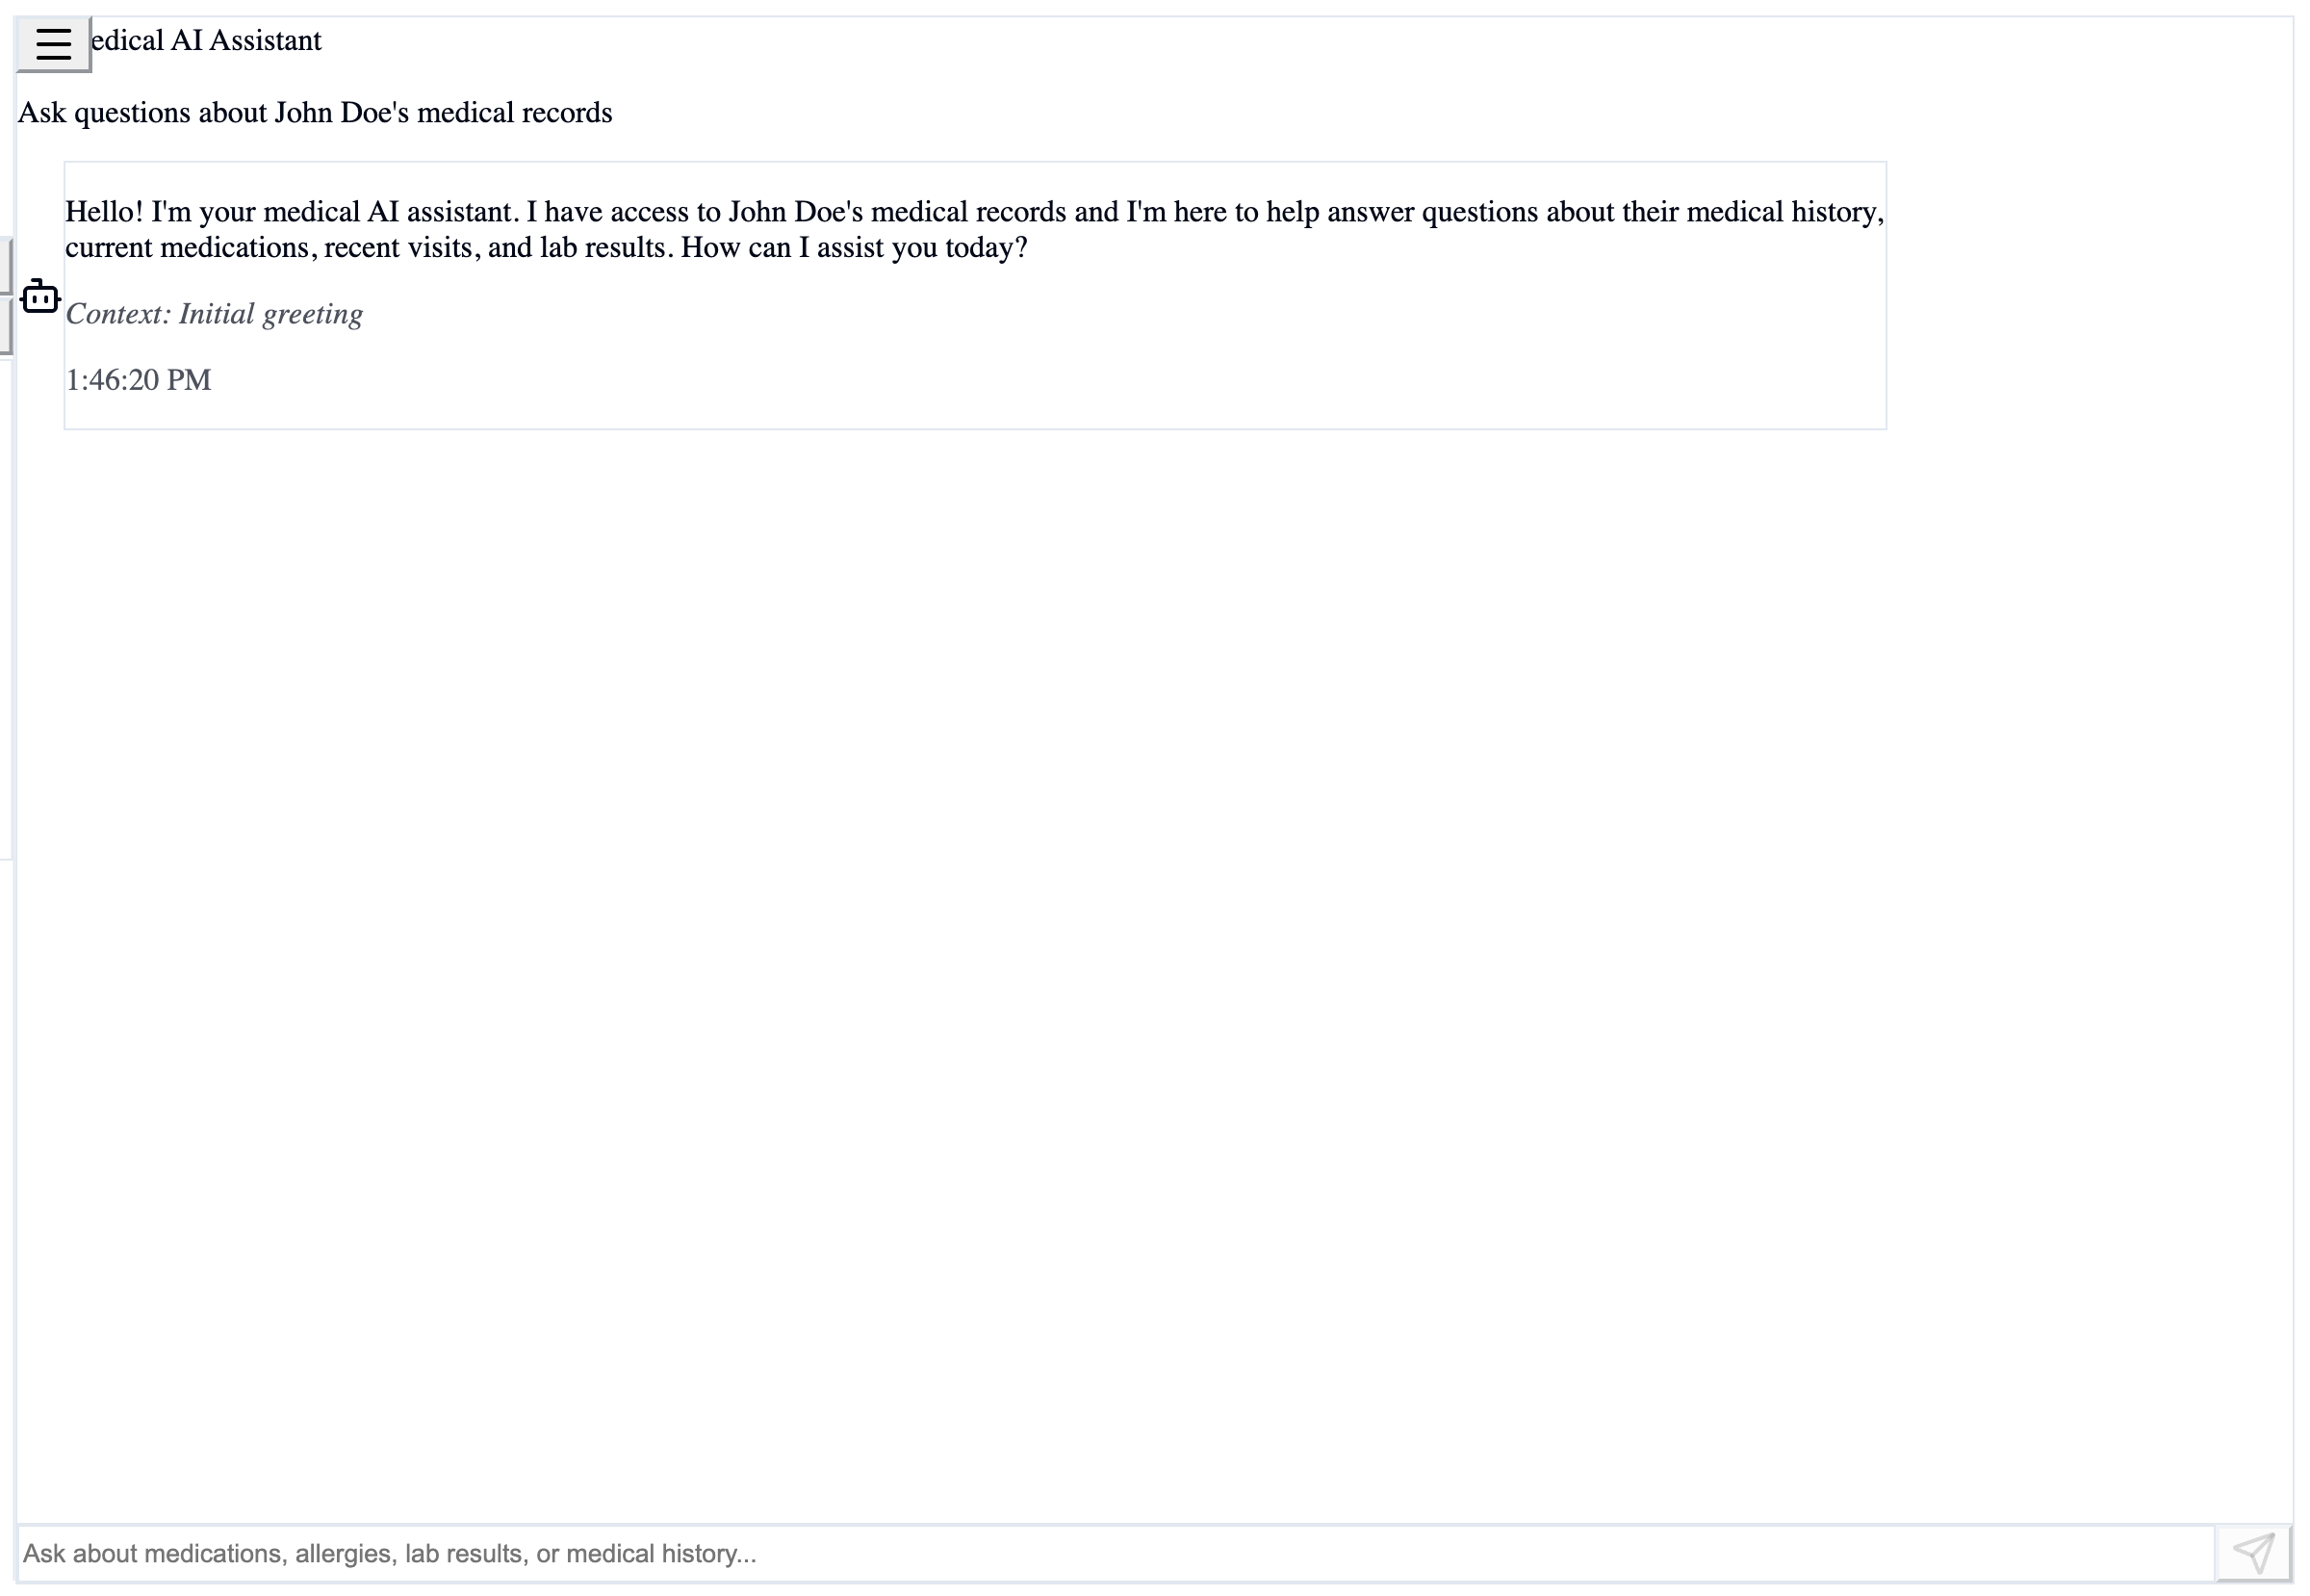 edical AI Assistant
Ask questions about John Doe's medical records
Hello! I'm your medical AI assistant. I have access to John Doe's medical records and I'm here to help answer questions about their medical history,
current medications, recent visits, and lab results. How can I assist you today?
Context: Initial greeting
1:46:20 PM
Ask about medications, allergies, lab results, or medical history...